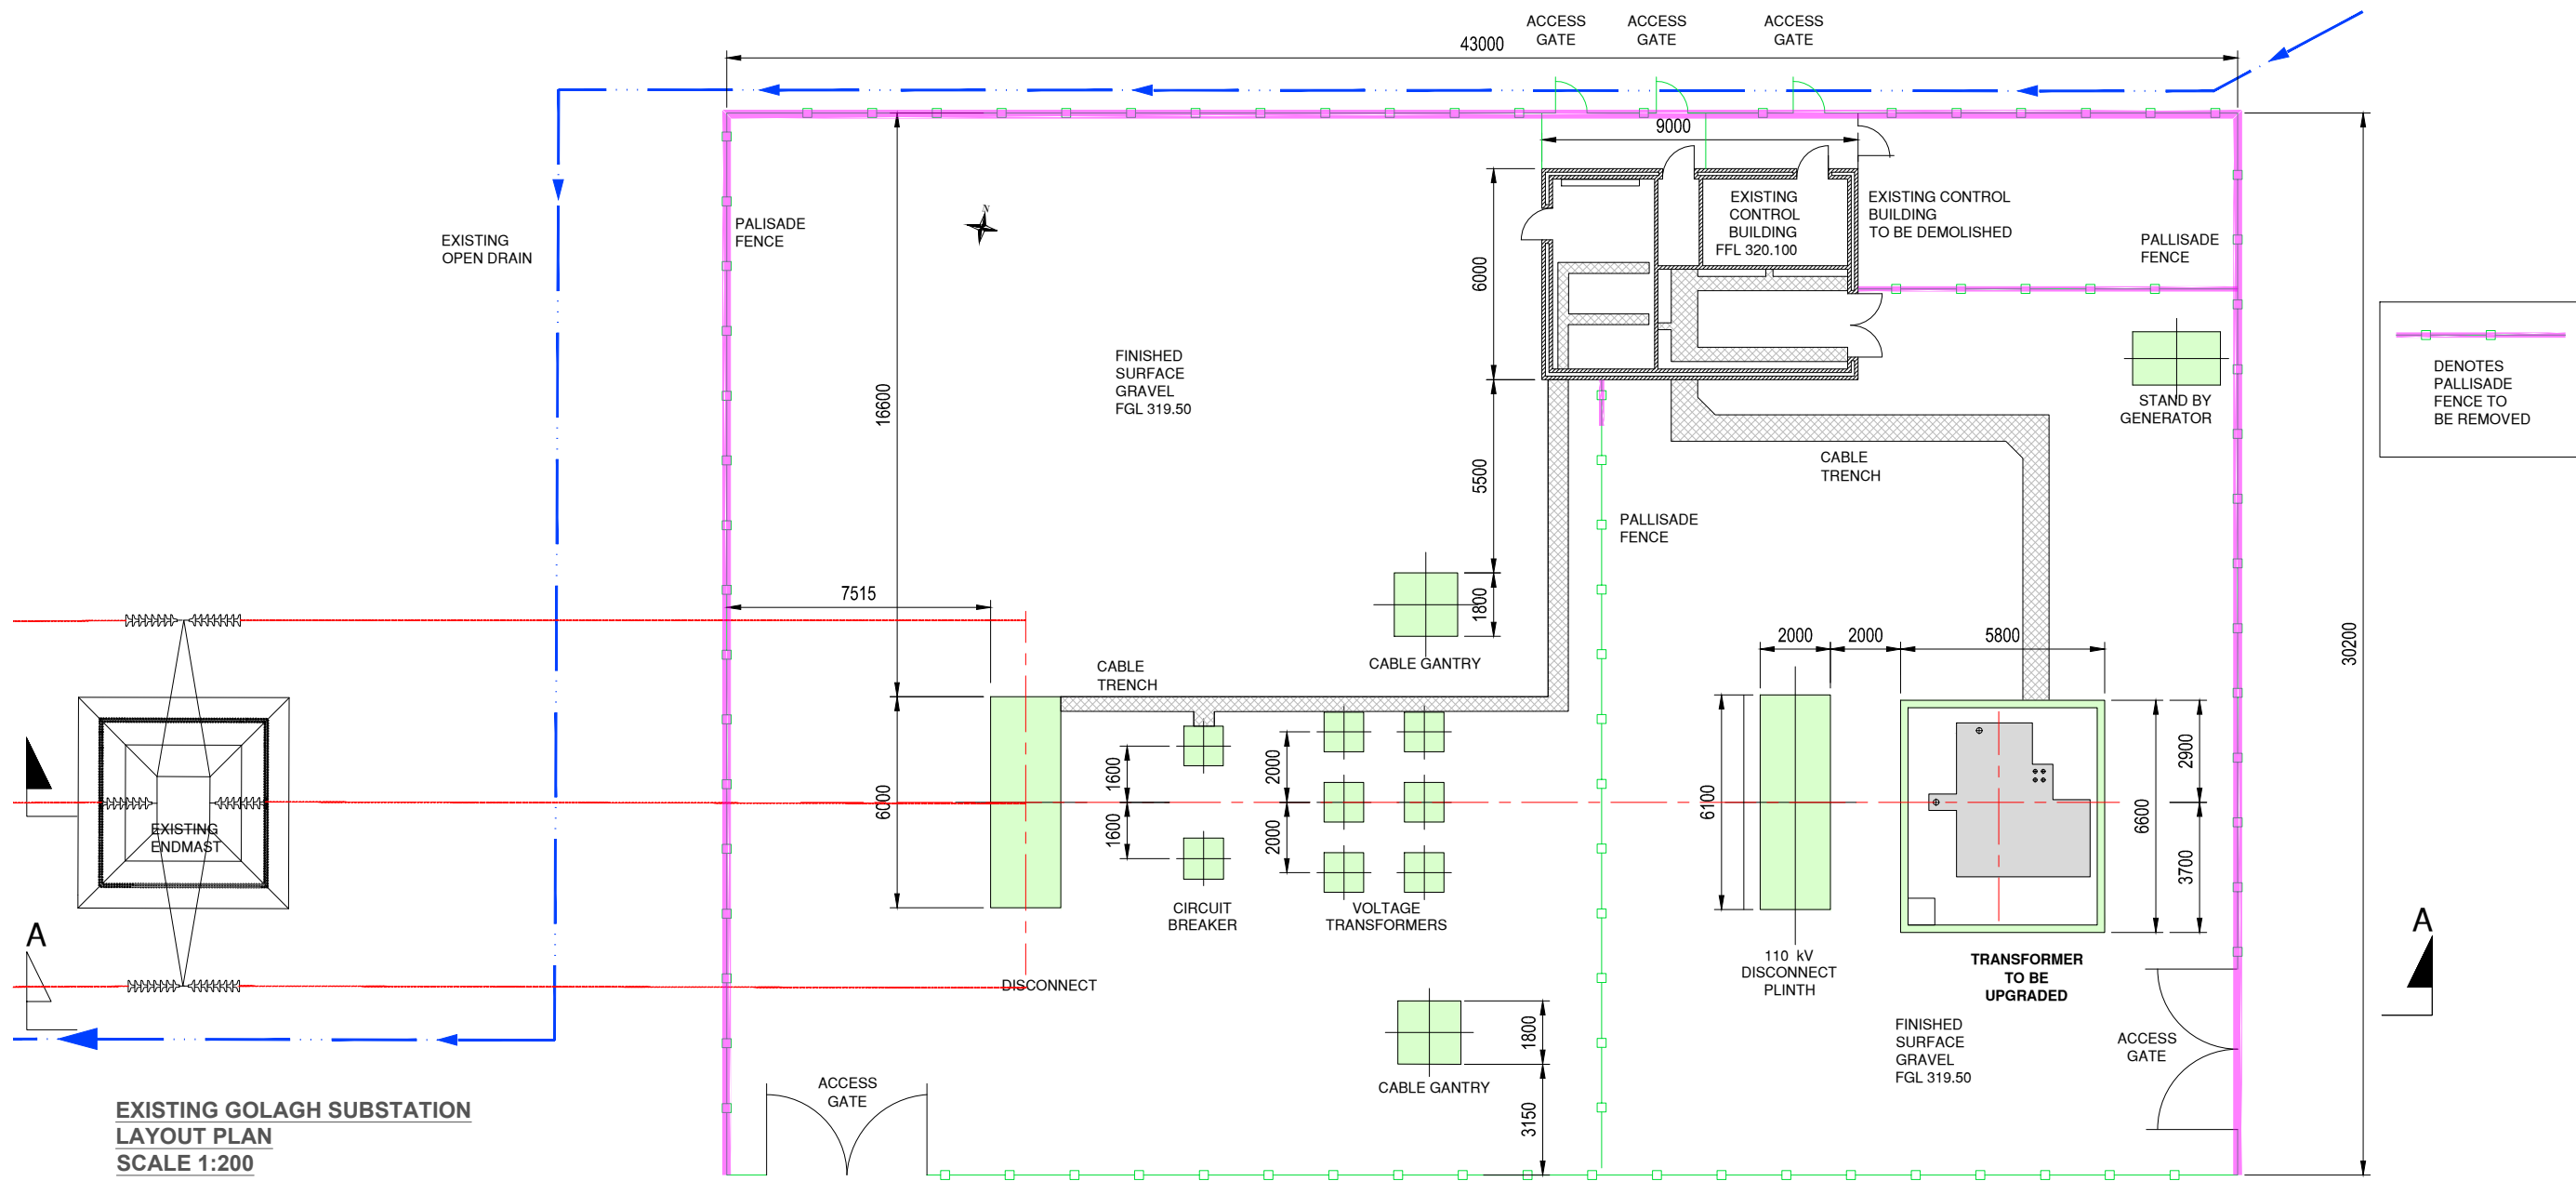 ACCESS
GATE
ACCESS
GATE
ACCESS
GATE
43000
9000
N
PALISADE
FENCE
EXISTING
OPEN DRAIN
EXISTING
CONTROL
BUILDING
FFL 320.100
EXISTING CONTROL
BUILDING
TO BE DEMOLISHED
PALLISADE
FENCE
6000
FINISHED
SURFACE
GRAVEL
FGL 319.50
16600
STAND BY
GENERATOR
DENOTES
PALLISADE
FENCE TO
BE REMOVED
5500
CABLE
TRENCH
PALLISADE
FENCE
7515
1800
CABLE GANTRY
2000
2000
5800
30200
CABLE
TRENCH
6000
1600
1600
2000
2000
6100
6600
2900
3700
EXISTING
ENDMAST
CIRCUIT
BREAKER
VOLTAGE
TRANSFORMERS
A
A
DISCONNECT
110 kV
DISCONNECT
PLINTH
TRANSFORMER
TO BE
UPGRADED
1800
FINISHED
SURFACE
GRAVEL
FGL 319.50
ACCESS
GATE
ACCESS
GATE
CABLE GANTRY
3150
EXISTING GOLAGH SUBSTATION
LAYOUT PLAN
SCALE 1:200